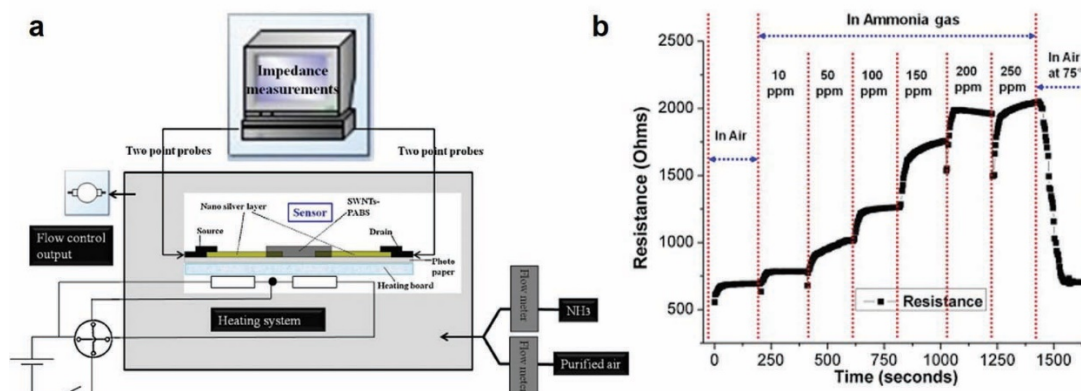 a
Impedance
measurements
Two point probes
Two point probes
Flow control
output
Nano silver layer
Sensor
SWNTs-
PABS
Source
Drain
Photo
paper
Heating board
Heating system
Flow meter
NH3
Flow meter
Purified air
b
In Ammonia gas
2500
2000
1500
1000
500
Resistance (Ohms)
In Air
10
ppm
50
ppm
100
ppm
150
ppm
200
ppm
250
ppm
In Air
at 75°
Resistance
0
250
500
750
1000
1250
1500
Time (seconds)